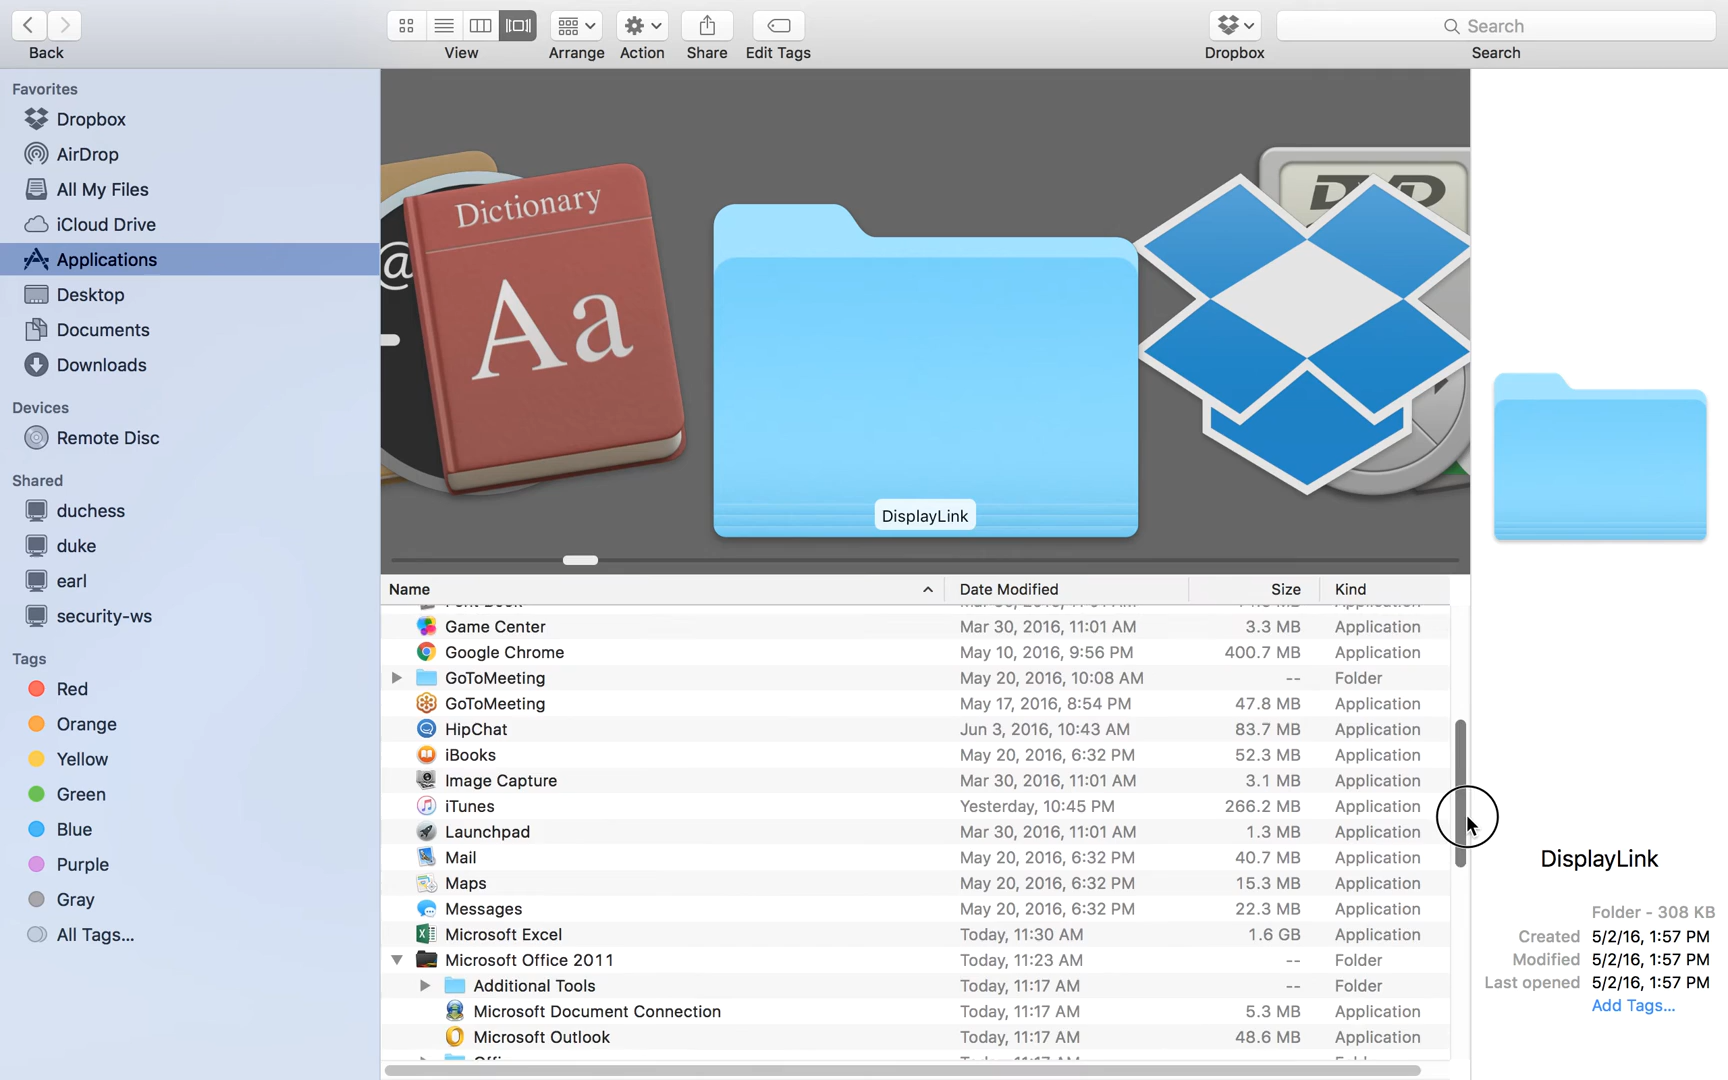 Back
View
Arrange
Action
Share
Edit Tags
Dropbox
Search
Search
Favorites
Dropbox
AirDrop
All My Files
iCloud Drive
Applications
Desktop
Documents
Downloads
Devices
Remote Disc
Shared
duchess
duke
earl
security-ws
Tags
Red
Orange
Yellow
Green
Blue
Purple
Gray
All Tags...
@
Dictionary
Aa
DisplayLink
DVD
Name Date Modified Size Kind
Game Center Mar 30, 2016, 11:01 AM 3.3 MB Application
Google Chrome May 10, 2016, 9:56 PM 400.7 MB Application
GoToMeeting May 20, 2016, 10:08 AM -- Folder
GoToMeeting May 17, 2016, 8:54 PM 47.8 MB Application
HipChat Jun 3, 2016, 10:43 AM 83.7 MB Application
iBooks May 20, 2016, 6:32 PM 52.3 MB Application
Image Capture Mar 30, 2016, 11:01 AM 3.1 MB Application
iTunes Yesterday, 10:45 PM 266.2 MB Application
Launchpad Mar 30, 2016, 11:01 AM 1.3 MB Application
Mail May 20, 2016, 6:32 PM 40.7 MB Application
Maps May 20, 2016, 6:32 PM 15.3 MB Application
Messages May 20, 2016, 6:32 PM 22.3 MB Application
Microsoft Excel Today, 11:30 AM 1.6 GB Application
Microsoft Office 2011 Today, 11:23 AM -- Folder
Additional Tools Today, 11:17 AM -- Folder
Microsoft Document Connection Today, 11:17 AM 5.3 MB Application
Microsoft Outlook Today, 11:17 AM 48.6 MB Application
DisplayLink
Folder - 308 KB
Created 5/2/16, 1:57 PM
Modified 5/2/16, 1:57 PM
Last opened 5/2/16, 1:57 PM
Add Tags...